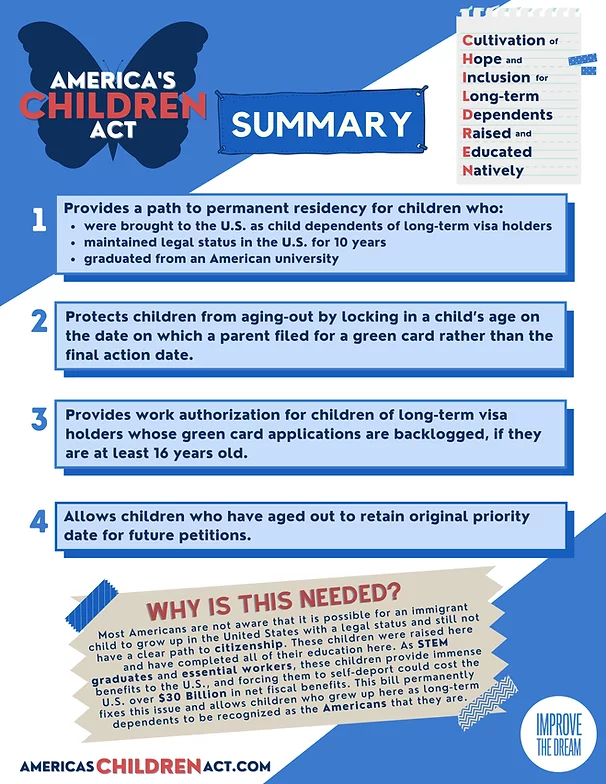 AMERICA'S
CHILDREN
ACT
SUMMARY
Cultivation of
Hope and
Inclusion for
Long-term
Dependents
Raised and
Educated
Natively
1
Provides a path to permanent residency for children who:
• were brought to the U.S. as child dependents of long-term visa holders
• maintained legal status in the U.S. for 10 years
• graduated from an American university
2
Protects children from aging-out by locking in a child's age on
the date on which a parent filed for a green card rather than the
final action date.
3
Provides work authorization for children of long-term visa
holders whose green card applications are backlogged, if they
are at least 16 years old.
4
Allows children who have aged out to retain original priority
date for future petitions.
WHY IS THIS NEEDED?
Most Americans are not aware that it is possible for an immigrant
child to grow up in the United States with a legal status and still not
have a clear path to citizenship. These children were raised here
and have completed all of their education here. As STEM
graduates and essential workers, these children provide immense
benefits to the U.S., and forcing them to self-deport could cost the
U.S. over $30 Billion in net fiscal benefits. This bill permanently
fixes this issue and allows children who grew up here as long-term
dependents to be recognized as the Americans that they are.
IMPROVE
THE DREAM
AMERICASCHILDRENACT.COM